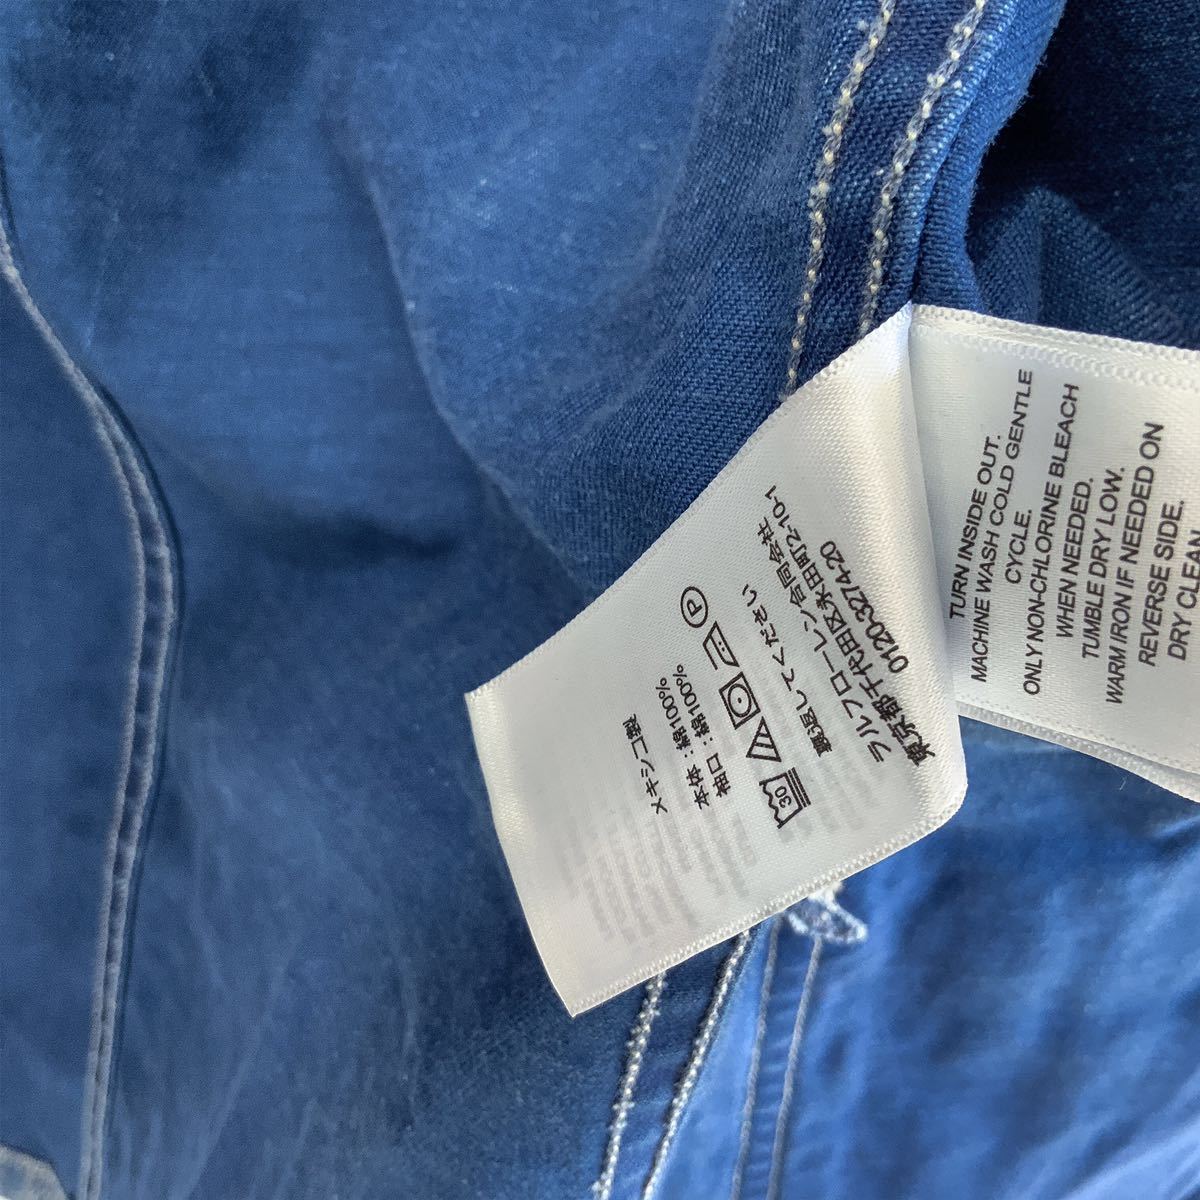 メキシコ製
本体：綿100%
袖口：綿100%
30
P
裏返してください。
ラルフローレン合同会社
東京都千代田区永田町2-10-1
0120-3274-20
TURN INSIDE OUT.
MACHINE WASH COLD GENTLE
CYCLE.
ONLY NON-CHLORINE BLEACH
WHEN NEEDED.
TUMBLE DRY LOW.
WARM IRON IF NEEDED ON
REVERSE SIDE.
DRY CLEAN